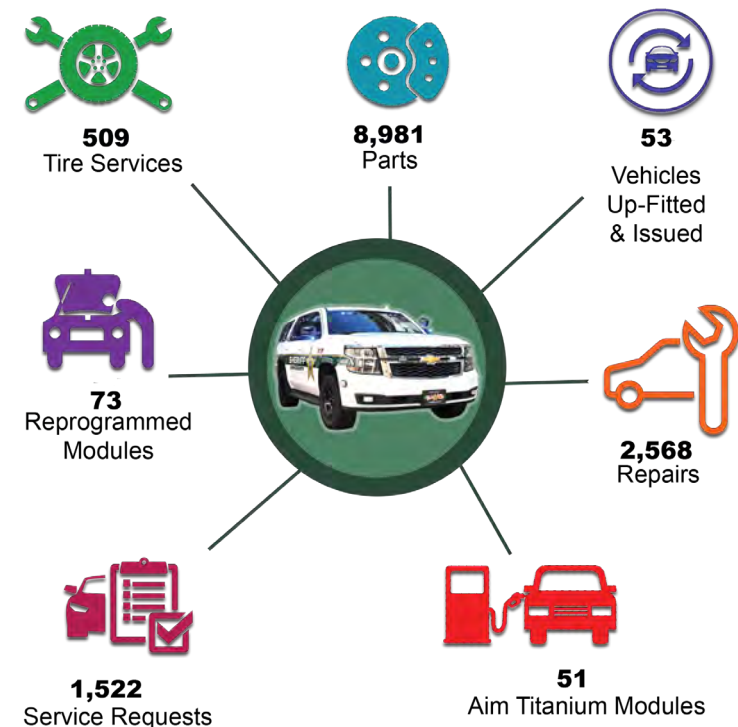 509
Tire Services
8,981
Parts
53
Vehicles
Up-Fitted
& Issued
73
Reprogrammed
Modules
SHERIFF
2,568
Repairs
1,522
Service Requests
51
Aim Titanium Modules